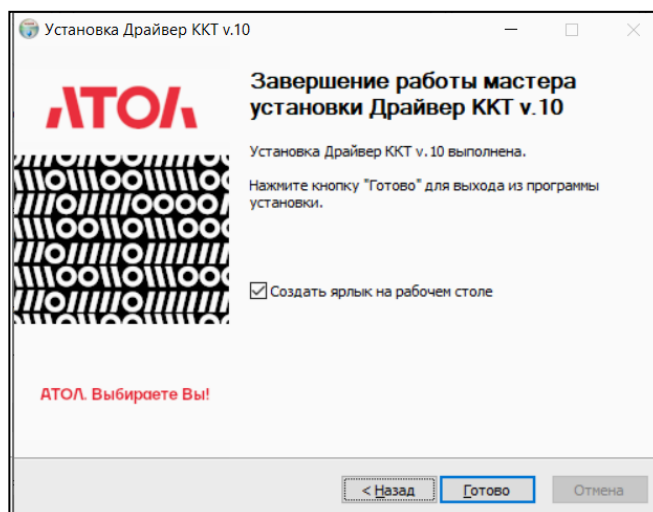 Установка Драйвер ККТ v.10
АТОЛ
Завершение работы мастера
установки Драйвер ККТ v.10
Установка Драйвер ККТ v.10 выполнена.
Нажмите кнопку "Готово" для выхода из программы
установки.
Создать ярлык на рабочем столе
АТОЛ. Выбираете Вы!
< Назад
Готово
Отмена